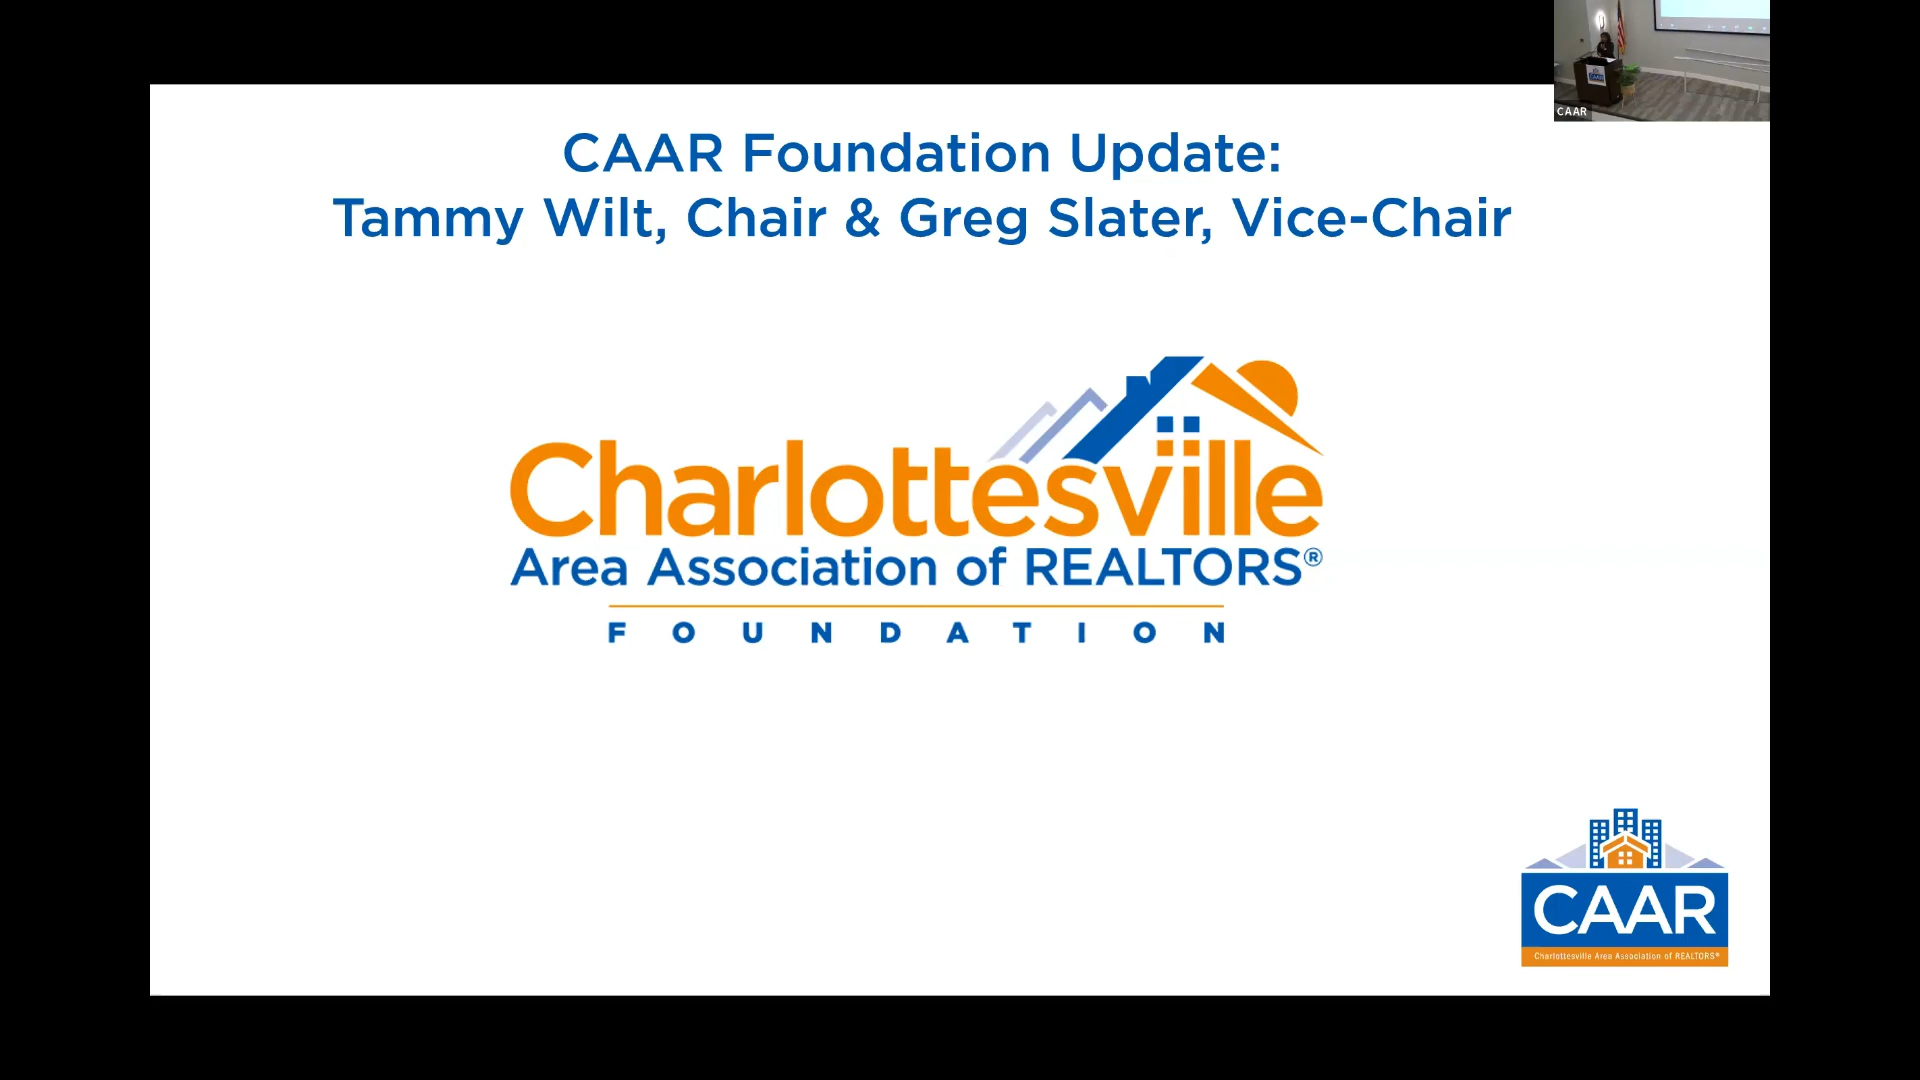 CAAR
CAAR Foundation Update:
Tammy Wilt, Chair & Greg Slater, Vice-Chair
Charlottesville
Area Association of REALTORS®
FOUNDATION
CAAR
Charlottesville Area Association of REALTORS®
CAAR